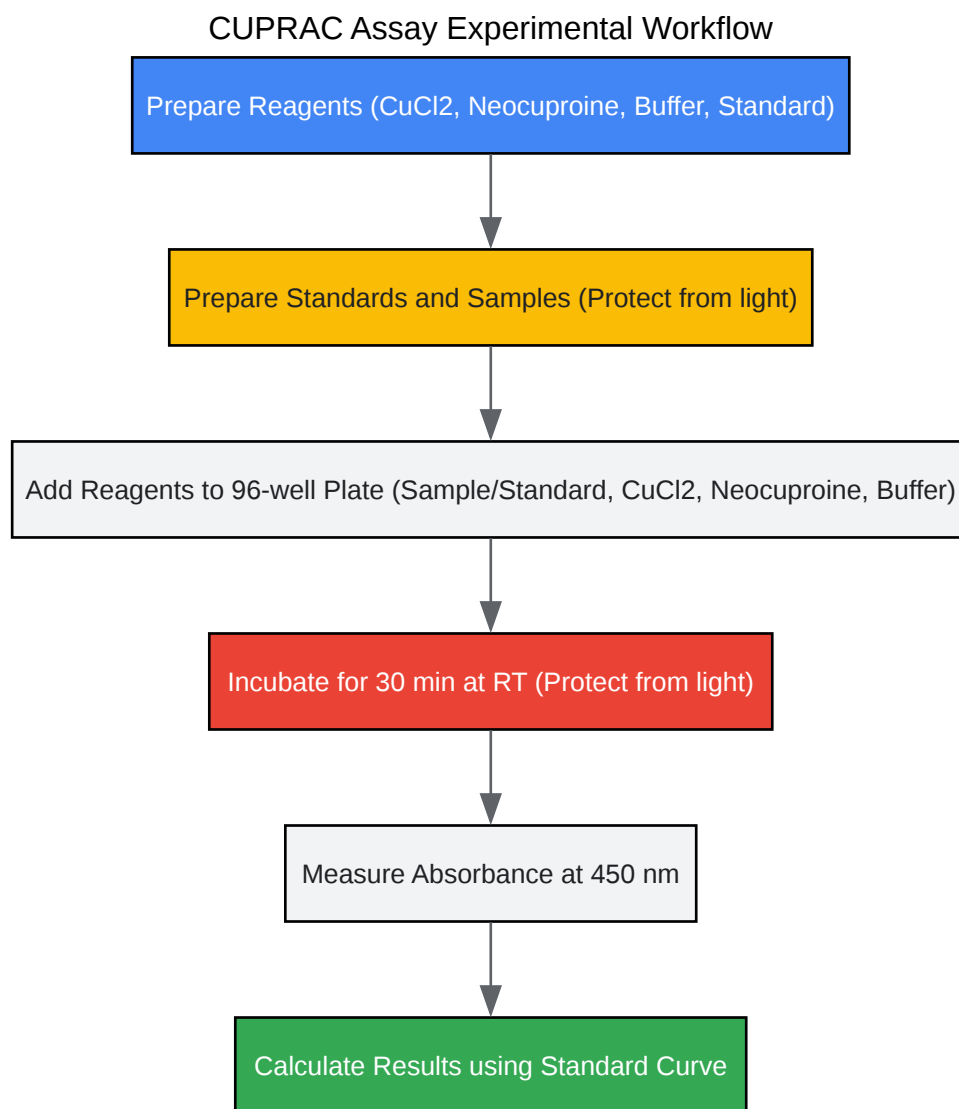 CUPRAC Assay Experimental Workflow
Prepare Reagents (CuCl2, Neocuproine, Buffer, Standard)
Prepare Standards and Samples (Protect from light)
Add Reagents to 96-well Plate (Sample/Standard, CuCl2, Neocuproine, Buffer)
Incubate for 30 min at RT (Protect from light)
Measure Absorbance at 450 nm
Calculate Results using Standard Curve